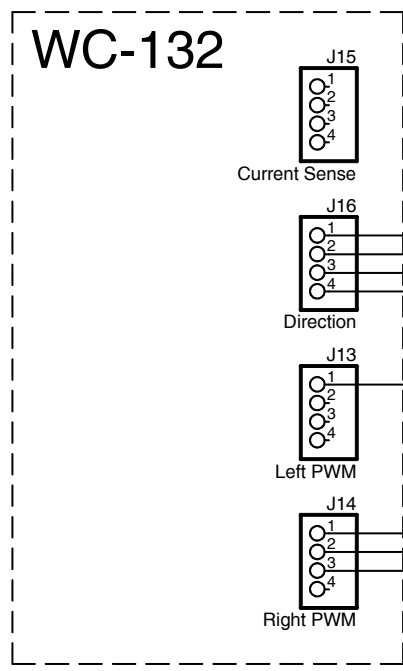 WC-132
J15
1
2
3
4
Current Sense
J16
1
2
3
4
Direction
J13
1
2
3
4
Left PWM
J14
1
2
3
4
Right PWM